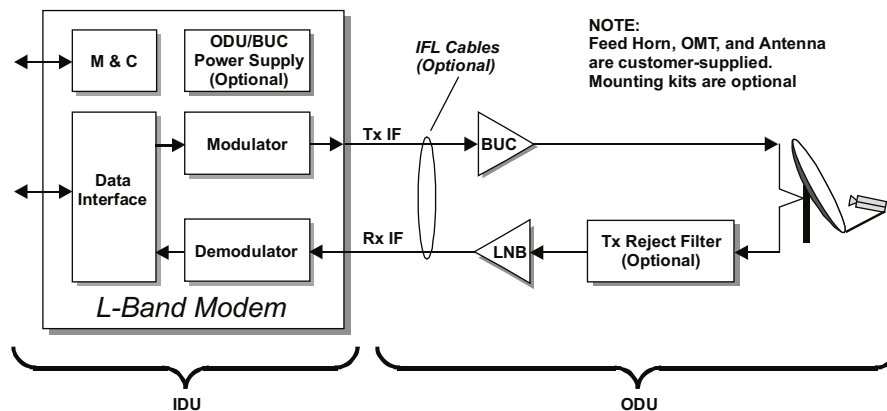 M & C
ODU/BUC
Power Supply
(Optional)
IFL Cables
(Optional)
NOTE:
Feed Horn, OMT, and Antenna
are customer-supplied.
Mounting kits are optional
Data
Interface
Modulator
Tx IF
BUC
Demodulator
Rx IF
LNB
Tx Reject Filter
(Optional)
L-Band Modem
IDU
ODU